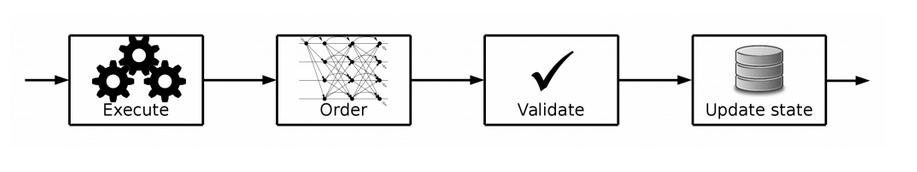 Execute
Order
Validate
Update state